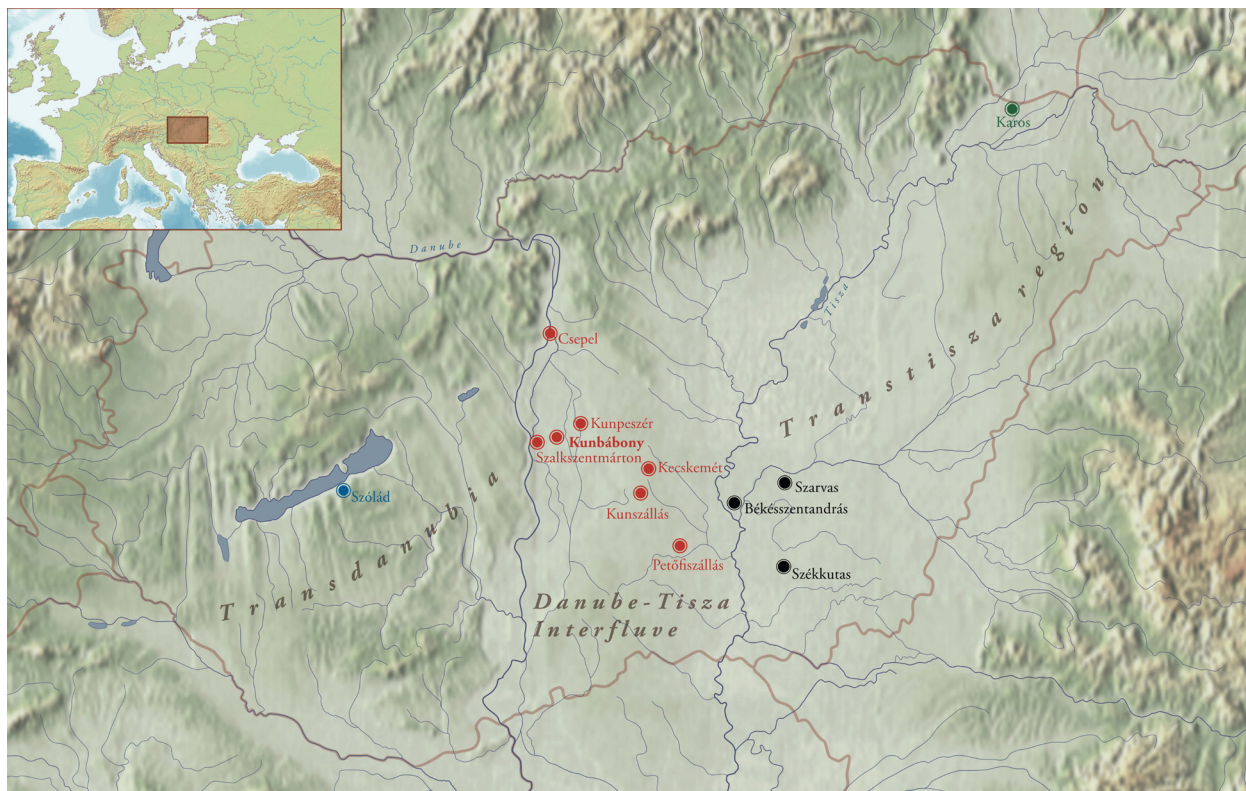 Karos
Danube
Tisza
Transtisza region
Csepel
Kunpeszér
Kunbábony
Szalkszentmárton
Kecskemét
Szólád
Szarvas
Kunszállás
Békésszentandrás
Petőfiszállás
Székkutas
Transdanubia
Danube-Tisza
Interfluve